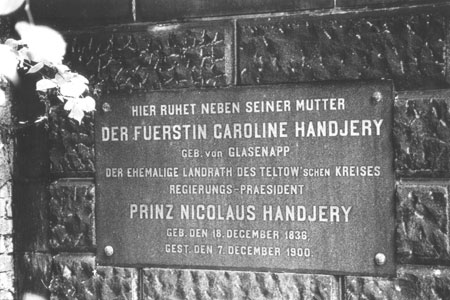 HIER RUHET NEBEN SEINER MUTTER
DER FUERSTIN CAROLINE HANDJERY
GEB. von GLASENAPP
DER EHEMALIGE LANDRATH DES TELTOW'schen KREISES
REGIERUNGS-PRAESIDENT
PRINZ NICOLAUS HANDJERY
GEB. DEN 18. DECEMBER 1836
GEST. DEN 7. DECEMBER 1900.